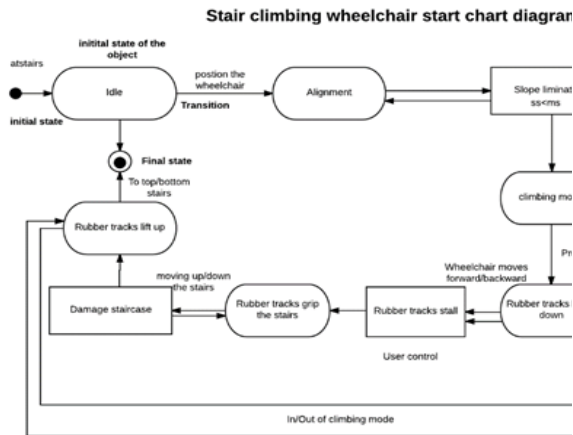 Stair climbing wheelchair start chart diagram
initital state of the
object
atstairs
Idle
postion the
wheelchair
Transition
Alignment
Slope liminat
ss<ms
initial state
Final state
To top/bottom
stairs
climbing mo
Rubber tracks lift up
Wheelchair moves
forward/backward
moving up/down
the stairs
Damage staircase
Rubber tracks grip
the stairs
Rubber tracks stall
Rubber tracks
down
User control
In/Out of climbing mode